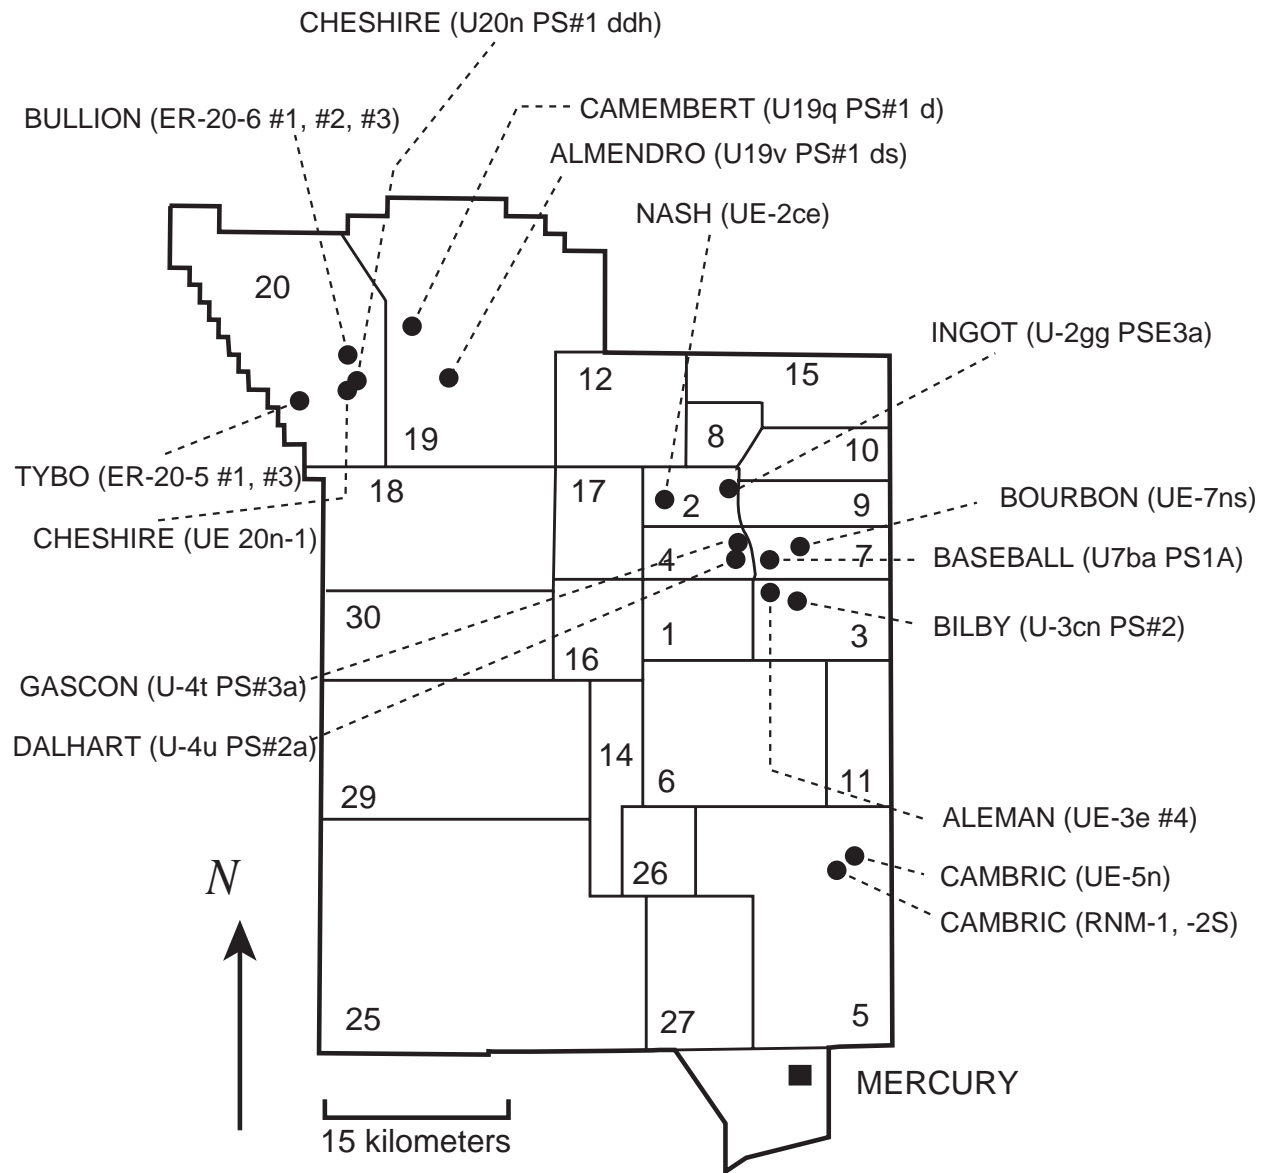 CHESHIRE (U20n PS#1 ddh)
CAMEMBERT (U19q PS#1 d)
BULLION (ER-20-6 #1, #2, #3)
ALMENDRO (U19v PS#1 ds)
NASH (UE-2ce)
20
INGOT (U-2gg PSE3a)
12
15
19
8
10
TYBO (ER-20-5 #1, #3)
18
17
2
9
BOURBON (UE-7ns)
CHESHIRE (UE 20n-1)
4
7
BASEBALL (U7ba PS1A)
30
1
3
BILBY (U-3cn PS#2)
16
GASCON (U-4t PS#3a)
DALHART (U-4u PS#2a)
14
29
6
11
ALEMAN (UE-3e #4)
N
26
CAMBRIC (UE-5n)
CAMBRIC (RNM-1, -2S)
25
27
5
MERCURY
15 kilometers